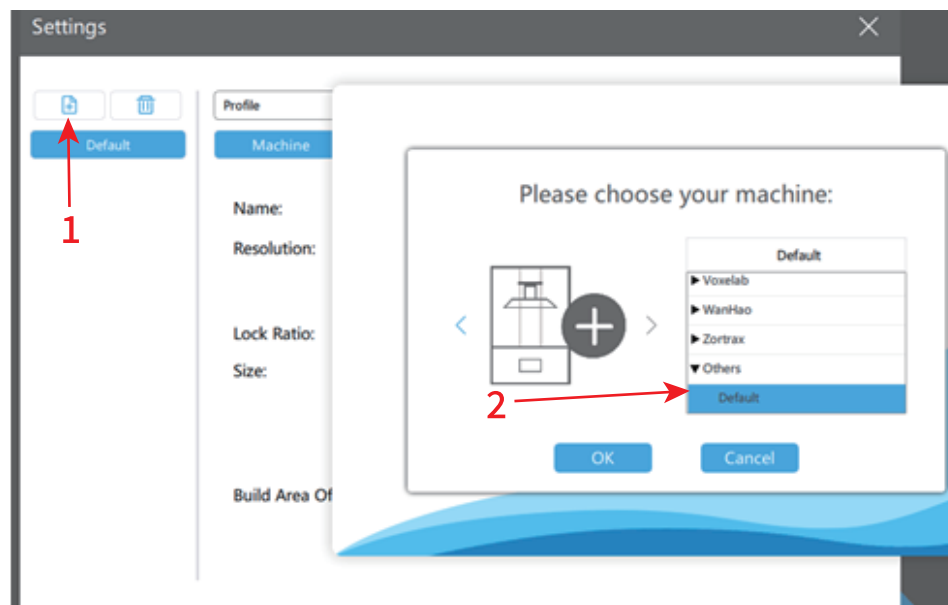 Settings
Profile
Default
Machine
1
Name:
Resolution:
Lock Ratio:
Size:
Build Area Of
Please choose your machine:
Default
Voxelab
WanHao
Zortrax
Others
Default
2
OK
Cancel